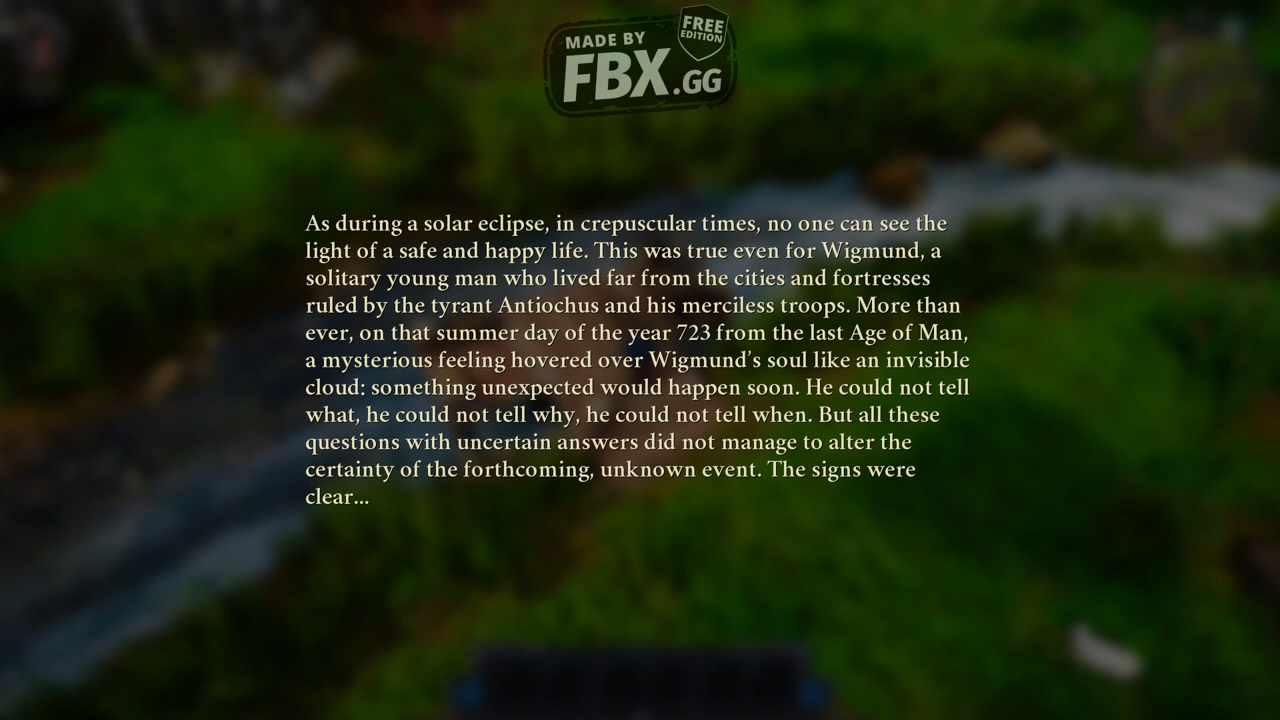 MADE BY
FREE
EDITION
FBX.GG
As during a solar eclipse, in crepuscular times, no one can see the
light of a safe and happy life. This was true even for Wigmund, a
solitary young man who lived far from the cities and fortresses
ruled by the tyrant Antiochus and his merciless troops. More than
ever, on that summer day of the year 723 from the last Age of Man,
a mysterious feeling hovered over Wigmund’s soul like an invisible
cloud: something unexpected would happen soon. He could not tell
what, he could not tell why, he could not tell when. But all these
questions with uncertain answers did not manage to alter the
certainty of the forthcoming, unknown event. The signs were
clear...